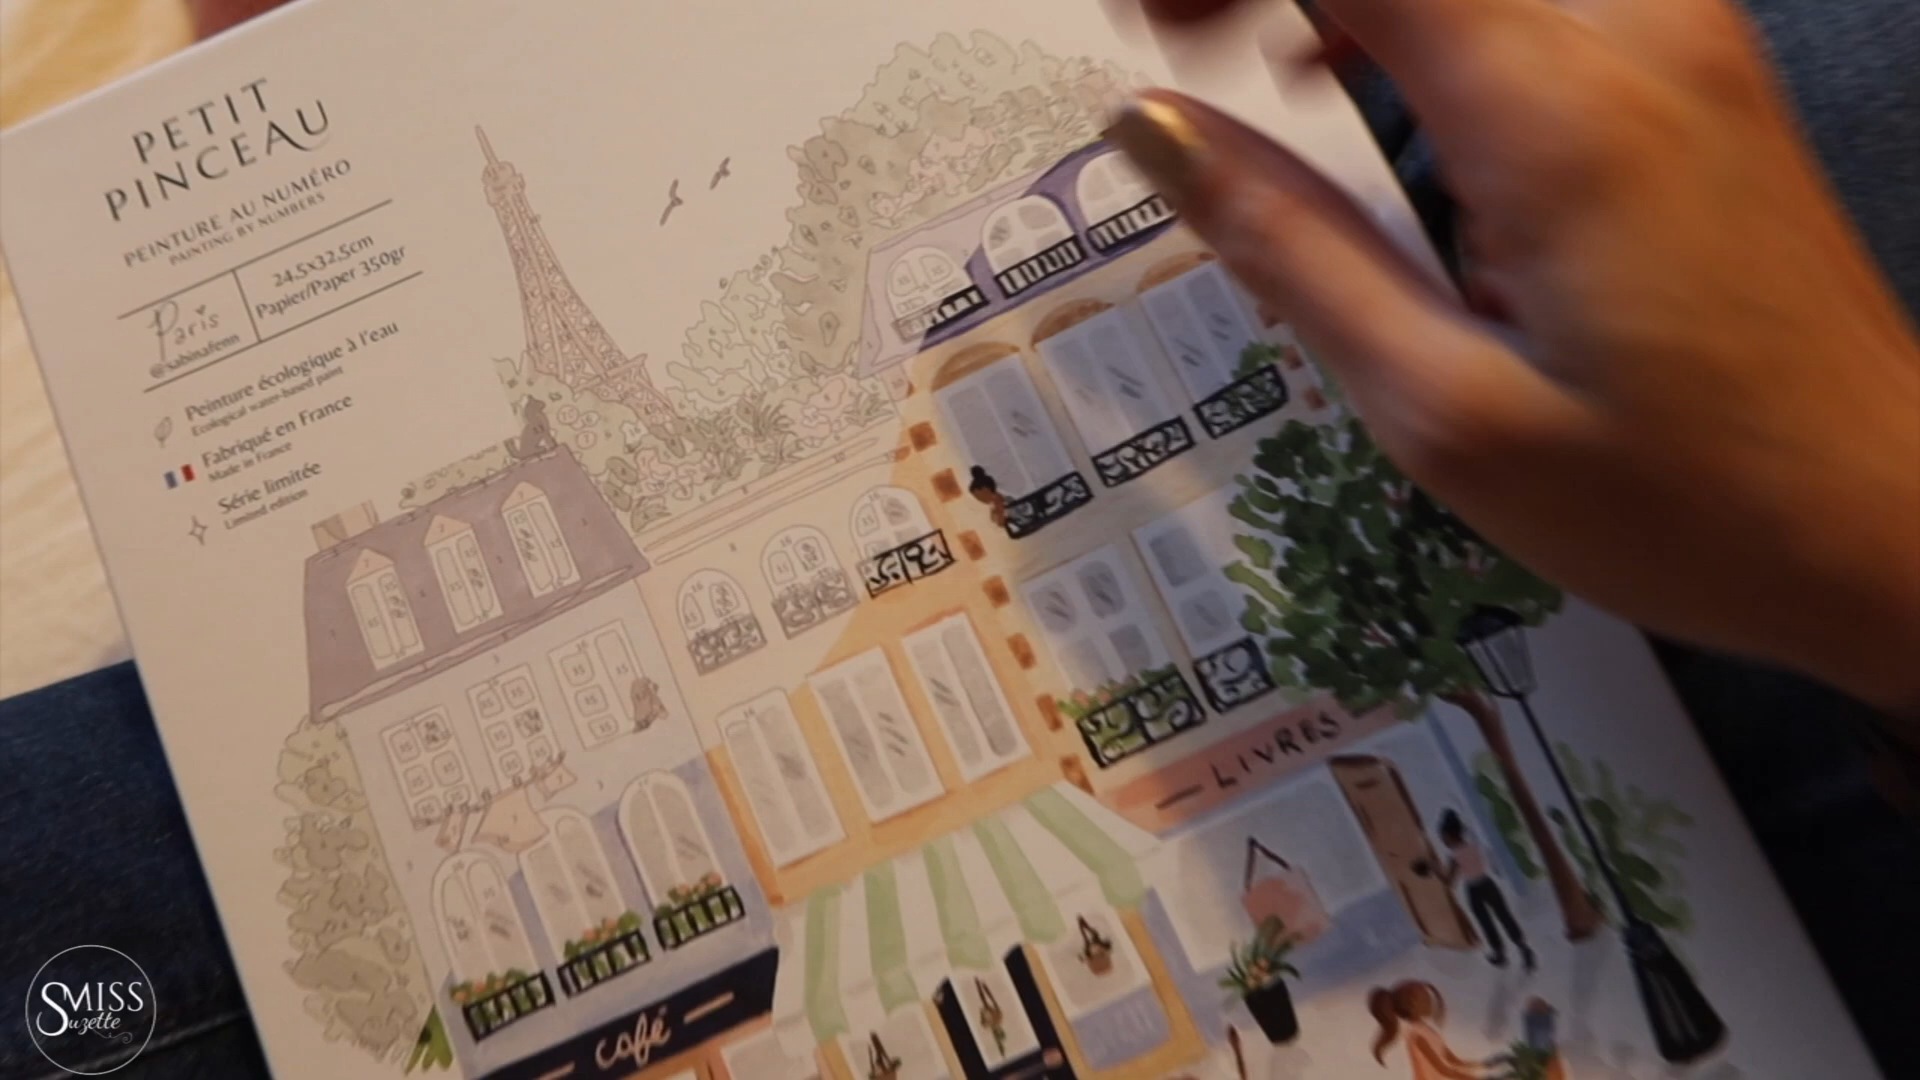 PETIT
PINCEAU
PEINTURE AU NUMÉRO
PAINTING BY NUMBERS
Paris
@sabinafenn
24,5x32,5cm
Papier/Paper 350gr
Peinture écologique à l'eau
Ecological water-based paint
Fabriqué en France
Made in France
Série limitée
Limited edition
LIVRES
café
MISS
Suzette